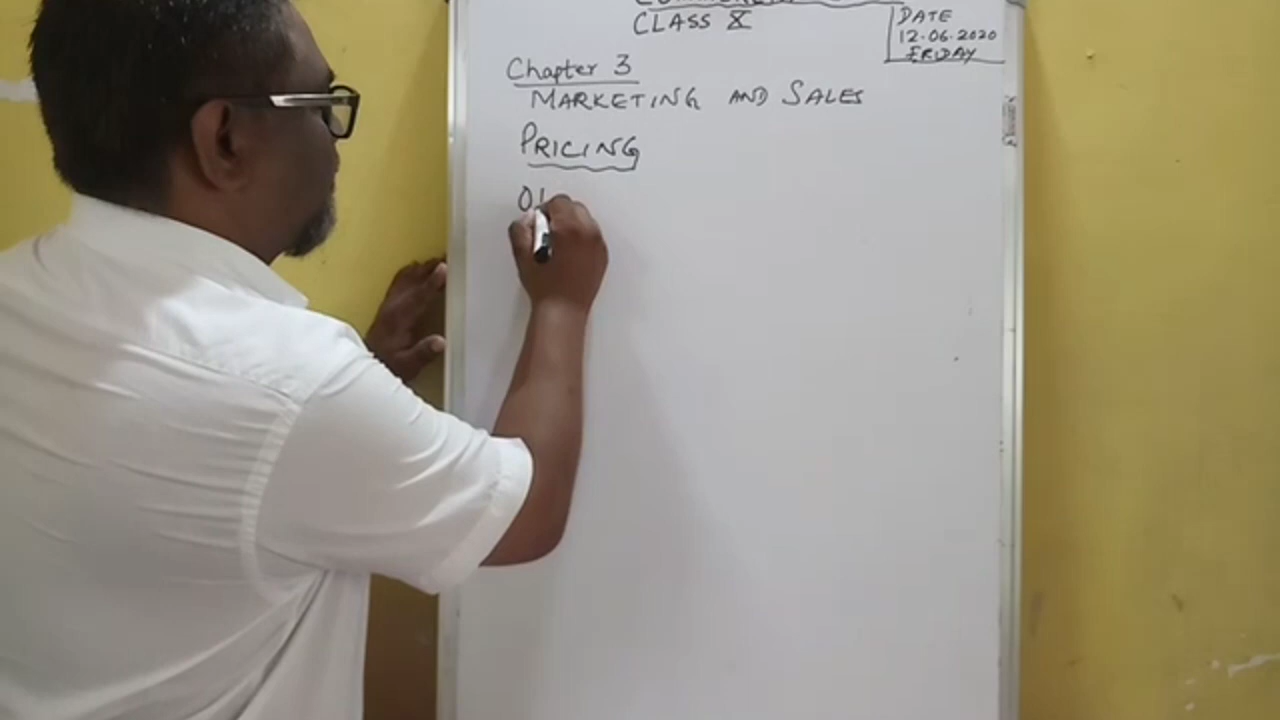 CLASS X
DATE
12.06.2020
FRIDAY
Chapter 3
MARKETING AND SALES
PRICING